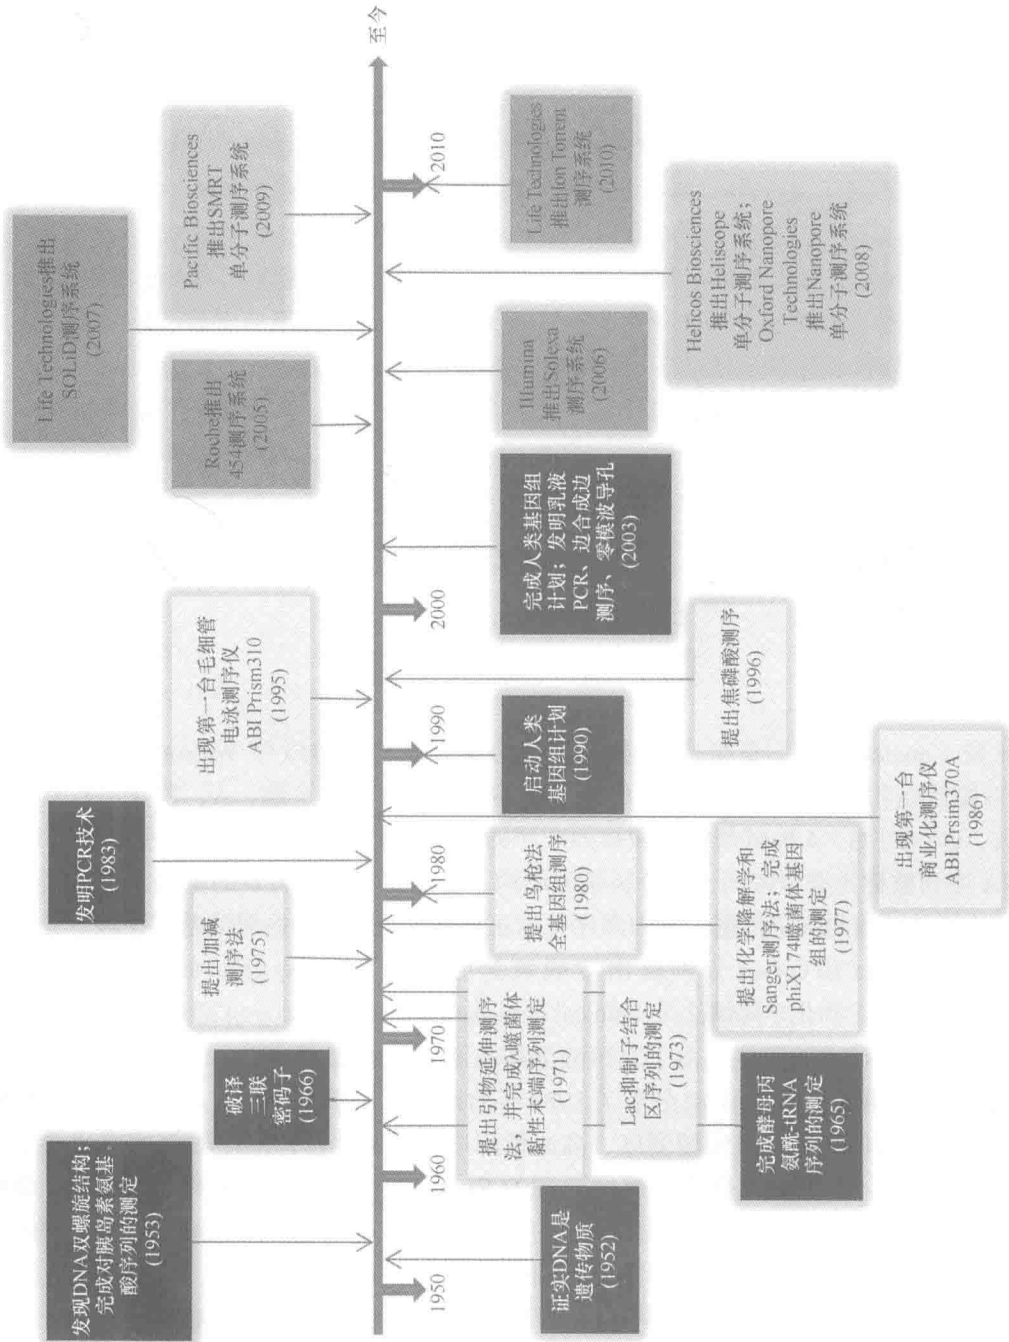 发现DNA双螺旋结构；
完成对胰岛素氨基
酸序列的测定
(1953)
破译
三联
密码子
(1966)
提出加减
测序法
(1975)
发明PCR技术
(1983)
出现第一台毛细管
电泳测序仪
ABI Prism310
(1995)
Roche推出
454测序系统
(2005)
Life Technologies推出
SOLiD测序系统
(2007)
Pacific Biosciences
推出SMRT
单分子测序系统
(2009)
1950
1960
1970
1980
1990
2000
2010
至今
证实DNA是
遗传物质
(1952)
完成酵母丙
氨酰-tRNA
序列的测定
(1965)
提出引物延伸测序
法，并完成λ噬菌体
黏性末端序列测定
(1971)
Lac抑制子结合
区序列的测定
(1973)
提出化学降解学和
Sanger测序法；完成
phiX174噬菌体基因
组的测定
(1977)
提出鸟枪法
全基因组测序
(1980)
出现第一台
商业化测序仪
ABI Prsim370A
(1986)
启动人类
基因组计划
(1990)
提出焦磷酸测序
(1996)
完成人类基因组
计划；发明乳液
PCR、边合成边
测序、零模波导孔
(2003)
Illumina
推出Solexa
测序系统
(2006)
Helicos Biosciences
推出Heliscope
单分子测序系统；
Oxford Nanopore
Technologies
推出Nanopore
单分子测序系统
(2008)
Life Technologies
推出Ion Torrent
测序系统
(2010)